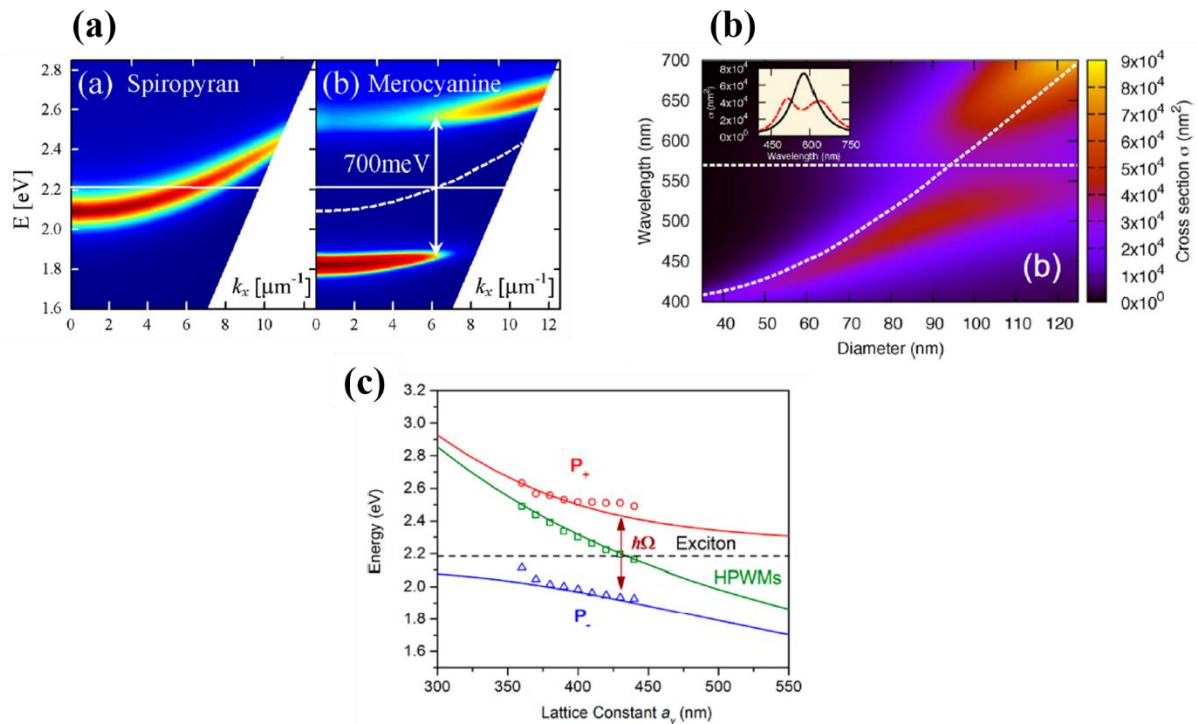 (a)
(a) Spiropyran
(b) Merocyanine
700meV
E [eV]
2.8
2.6
2.4
2.2
2.0
1.8
1.6
kx [μm-1]
kx [μm-1]
0 2 4 6 8 10
0 2 4 6 8 10 12
(b)
Wavelength (nm)
700
650
600
550
500
450
400
σ (nm2)
8x10⁴
6x10⁴
4x10⁴
2x10⁴
0x10⁰
450 600 750
Wavelength (nm)
(b)
40 50 60 70 80 90 100 110 120
Diameter (nm)
9x10⁴
8x10⁴
7x10⁴
6x10⁴
5x10⁴
4x10⁴
3x10⁴
2x10⁴
1x10⁴
0x10⁰
Cross section σ (nm2)
(c)
Energy (eV)
3.2
3.0
2.8
2.6
2.4
2.2
2.0
1.8
1.6
P+
ħΩ
Exciton
HPWMs
P-
300 350 400 450 500 550
Lattice Constant ay (nm)